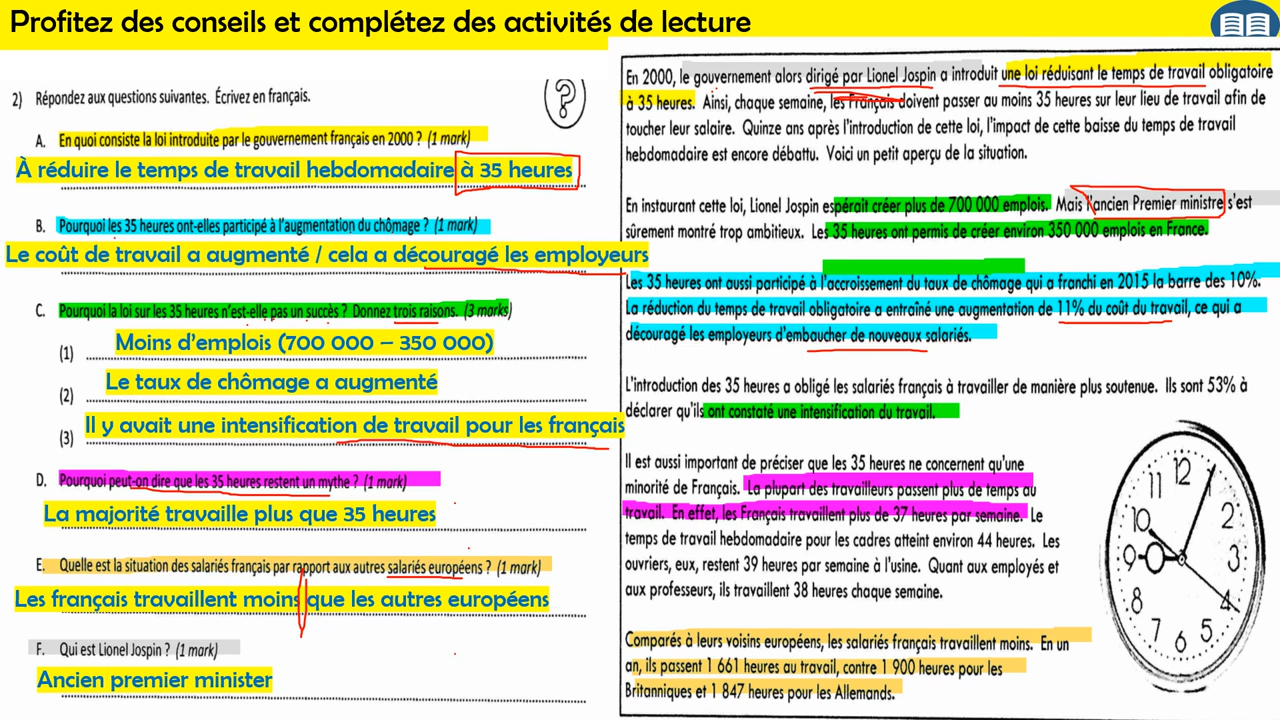 Profitez des conseils et complétez des activités de lecture
2) Répondez aux questions suivantes. Écrivez en français.
?
A. En quoi consiste la loi introduite par le gouvernement français en 2000 ? (1 mark)
À réduire le temps de travail hebdomadaire à 35 heures
B. Pourquoi les 35 heures ont-elles participé à l'augmentation du chômage ? (1 mark)
Le coût de travail a augmenté / cela a découragé les employeurs
C. Pourquoi la loi sur les 35 heures n'est-elle pas un succès ? Donnez trois raisons. (3 marks)
(1) Moins d'emplois (700 000 – 350 000)
(2) Le taux de chômage a augmenté
(3) Il y avait une intensification de travail pour les français
D. Pourquoi peut-on dire que les 35 heures restent un mythe ? (1 mark)
La majorité travaille plus que 35 heures
E. Quelle est la situation des salariés français par rapport aux autres salariés européens ? (1 mark)
Les français travaillent moins que les autres européens
F. Qui est Lionel Jospin ? (1 mark)
Ancien premier minister
En 2000, le gouvernement alors dirigé par Lionel Jospin a introduit une loi réduisant le temps de travail obligatoire
à 35 heures. Ainsi, chaque semaine, les Français doivent passer au moins 35 heures sur leur lieu de travail afin de
toucher leur salaire. Quinze ans après l'introduction de cette loi, l'impact de cette baisse du temps de travail
hebdomadaire est encore débattu. Voici un petit aperçu de la situation.
En instaurant cette loi, Lionel Jospin espérait créer plus de 700 000 emplois. Mais l'ancien Premier ministre s'est
sûrement montré trop ambitieux. Les 35 heures ont permis de créer environ 350 000 emplois en France.
Les 35 heures ont aussi participé à l'accroissement du taux de chômage qui a franchi en 2015 la barre des 10%.
La réduction du temps de travail obligatoire a entraîné une augmentation de 11% du coût du travail, ce qui a
découragé les employeurs d'embaucher de nouveaux salariés.
L'introduction des 35 heures a obligé les salariés français à travailler de manière plus soutenue. Ils sont 53% à
déclarer qu'ils ont constaté une intensification du travail.
Il est aussi important de préciser que les 35 heures ne concernent qu'une
minorité de Français. La plupart des travailleurs passent plus de temps au
travail. En effet, les Français travaillent plus de 37 heures par semaine. Le
temps de travail hebdomadaire pour les cadres atteint environ 44 heures. Les
ouvriers, eux, restent 39 heures par semaine à l'usine. Quant aux employés et
aux professeurs, ils travaillent 38 heures chaque semaine.
Comparés à leurs voisins européens, les salariés français travaillent moins. En un
an, ils passent 1 661 heures au travail, contre 1 900 heures pour les
Britanniques et 1 847 heures pour les Allemands.
12
11 1
10 2
9 3
8 4
7 6 5